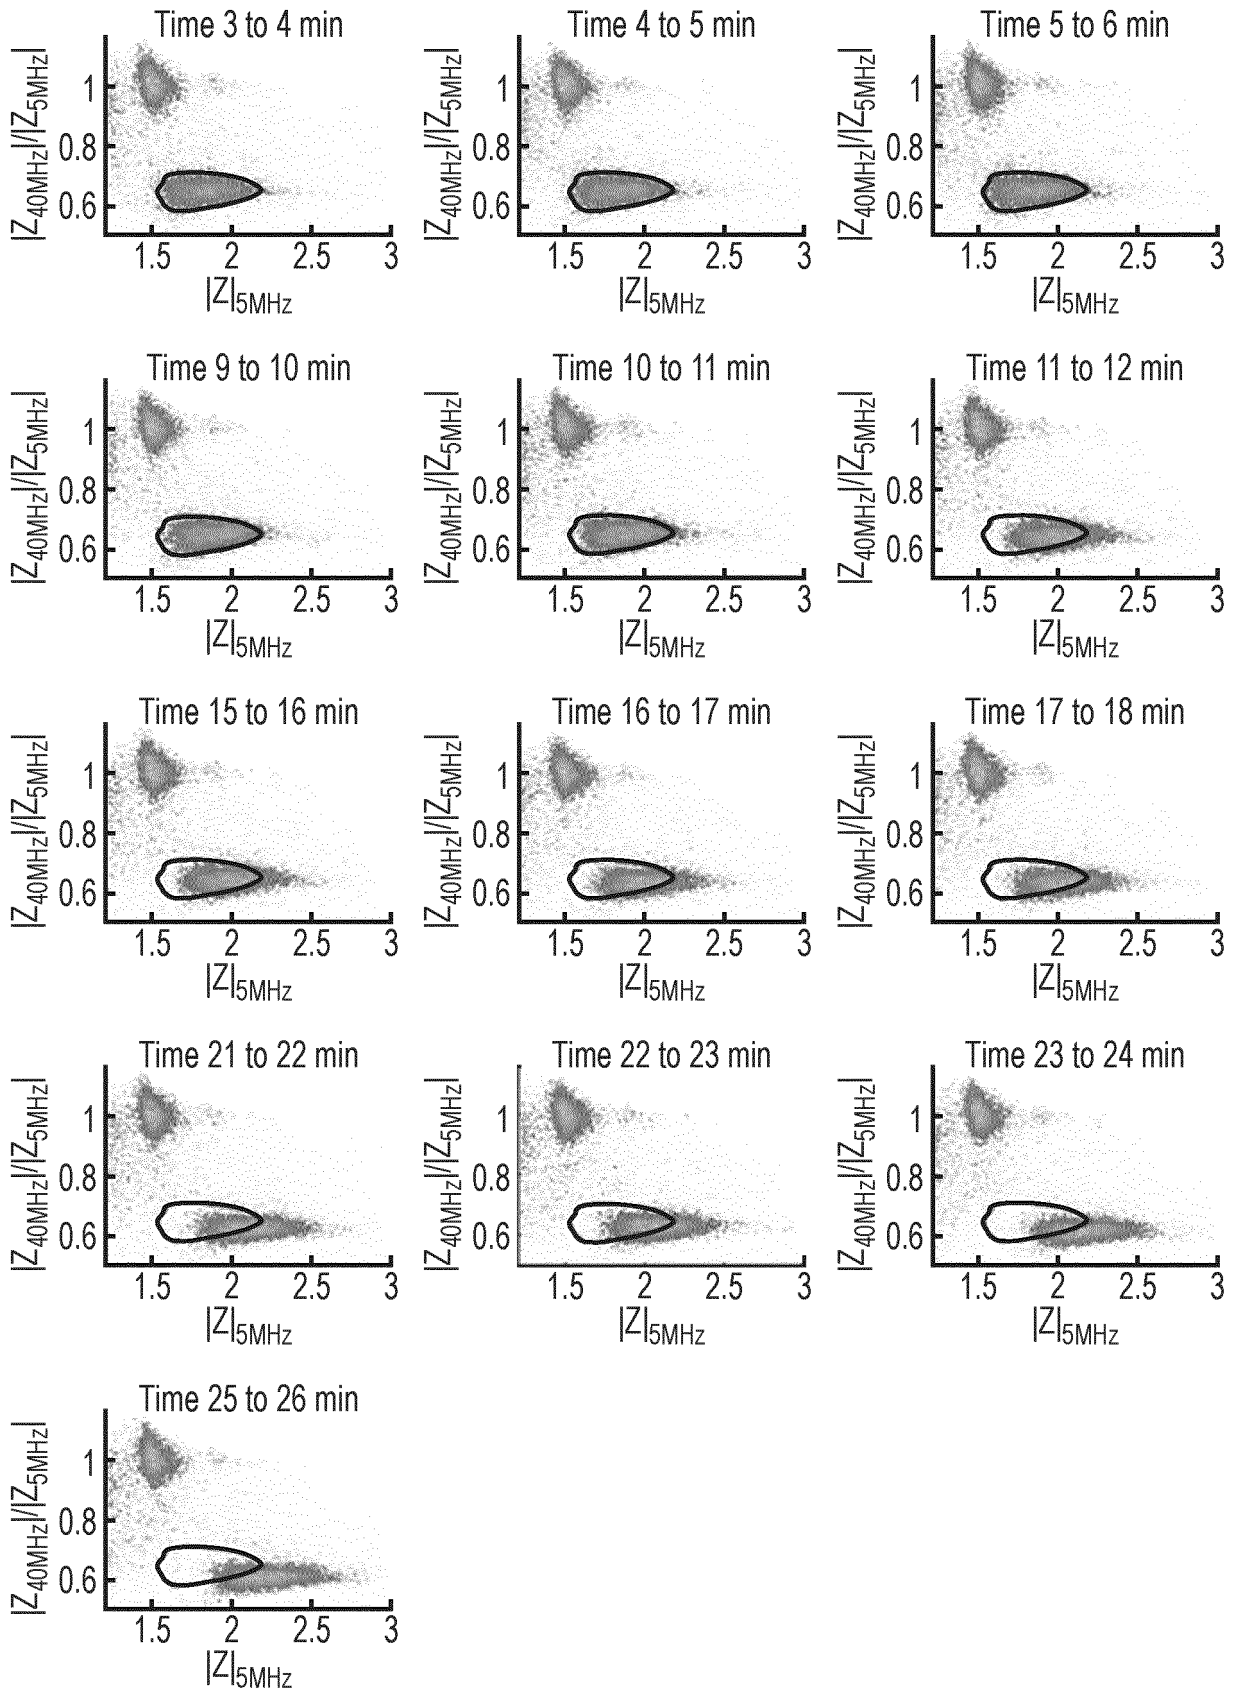 Time 3 to 4 min
|Z40MHz|/|Z5MHz|
1
0.8
0.6
1.5 2 2.5 3
|Z|5MHz
Time 4 to 5 min
|Z40MHz|/|Z5MHz|
1
0.8
0.6
1.5 2 2.5 3
|Z|5MHz
Time 5 to 6 min
|Z40MHz|/|Z5MHz|
1
0.8
0.6
1.5 2 2.5 3
|Z|5MHz
Time 9 to 10 min
|Z40MHz|/|Z5MHz|
1
0.8
0.6
1.5 2 2.5 3
|Z|5MHz
Time 10 to 11 min
|Z40MHz|/|Z5MHz|
1
0.8
0.6
1.5 2 2.5 3
|Z|5MHz
Time 11 to 12 min
|Z40MHz|/|Z5MHz|
1
0.8
0.6
1.5 2 2.5 3
|Z|5MHz
Time 15 to 16 min
|Z40MHz|/|Z5MHz|
1
0.8
0.6
1.5 2 2.5 3
|Z|5MHz
Time 16 to 17 min
|Z40MHz|/|Z5MHz|
1
0.8
0.6
1.5 2 2.5 3
|Z|5MHz
Time 17 to 18 min
|Z40MHz|/|Z5MHz|
1
0.8
0.6
1.5 2 2.5 3
|Z|5MHz
Time 21 to 22 min
|Z40MHz|/|Z5MHz|
1
0.8
0.6
1.5 2 2.5 3
|Z|5MHz
Time 22 to 23 min
|Z40MHz|/|Z5MHz|
1
0.8
0.6
1.5 2 2.5 3
|Z|5MHz
Time 23 to 24 min
|Z40MHz|/|Z5MHz|
1
0.8
0.6
1.5 2 2.5 3
|Z|5MHz
Time 25 to 26 min
|Z40MHz|/|Z5MHz|
1
0.8
0.6
1.5 2 2.5 3
|Z|5MHz